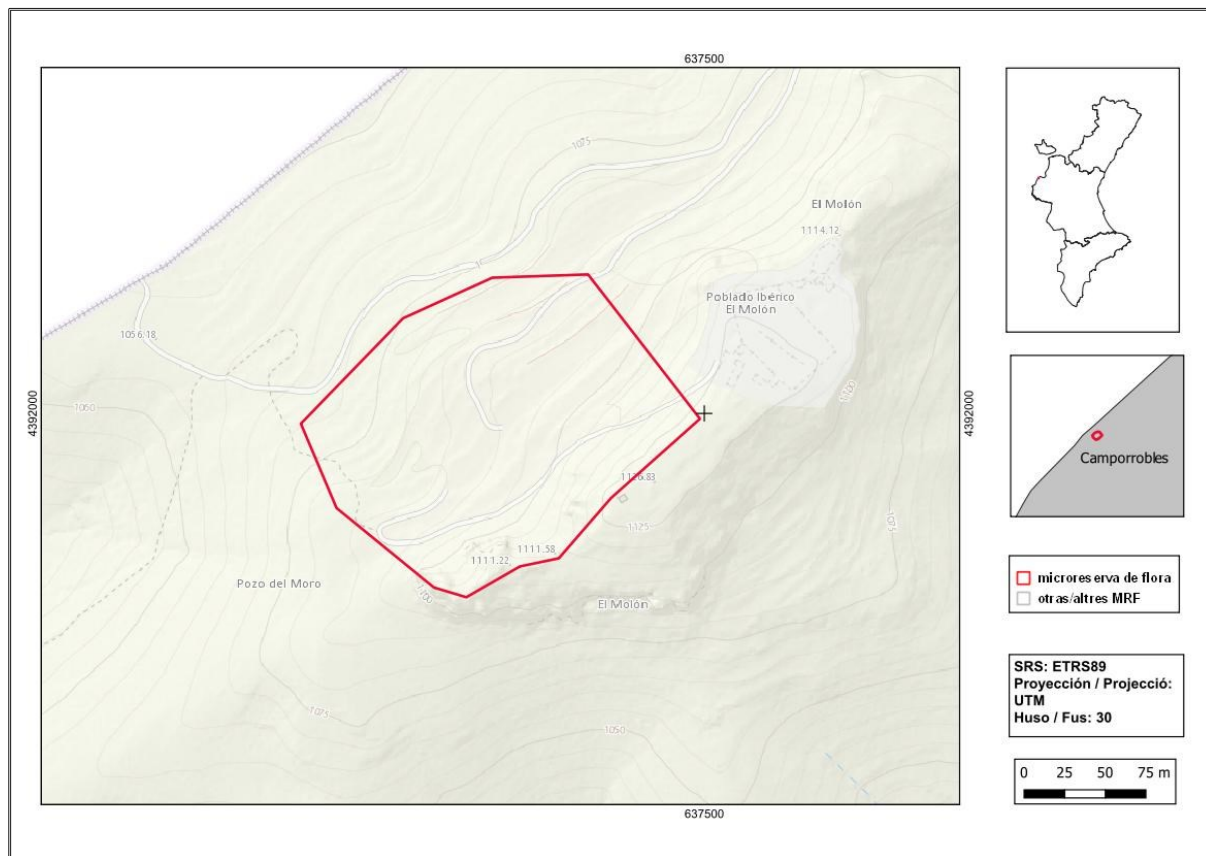 637500
4392000
4392000
637500
1075
El Molón
1114.12
Poblado Ibérico
El Molón
1056.18
1050
1100
1116.83
1125
1111.58
1111.22
1100
El Molón
Pozo del Moro
1075
1075
1050
Camporrobles
microreserva de flora
otras/altres MRF
SRS: ETRS89
Proyección / Projecció:
UTM
Huso / Fus: 30
0 25 50 75 m